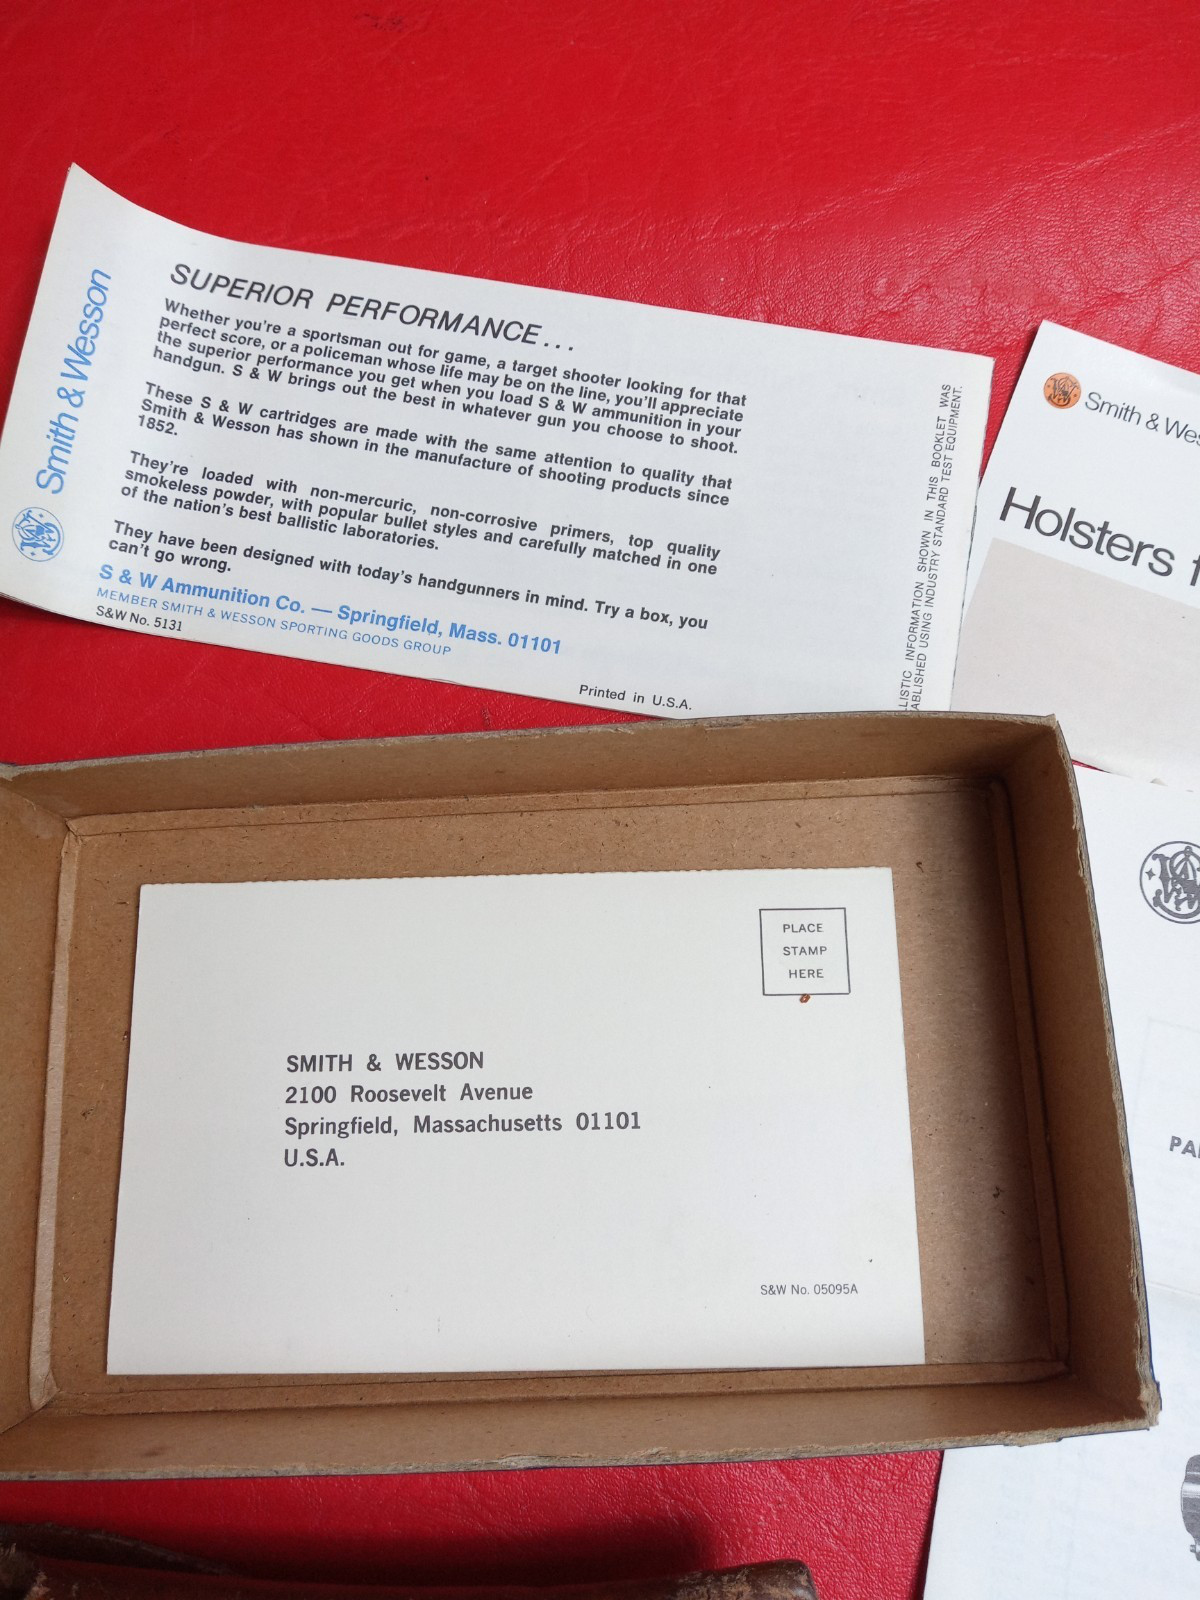 Smith & Wesson
SUPERIOR PERFORMANCE...
Whether you're a sportsman out for game, a target shooter looking for that
perfect score, or a policeman whose life may be on the line, you'll appreciate
the superior performance you get when you load S & W ammunition in your
handgun. S & W brings out the best in whatever gun you choose to shoot.
These S & W cartridges are made with the same attention to quality that
Smith & Wesson has shown in the manufacture of shooting products since
1852.
They're loaded with non-mercuric, non-corrosive primers, top quality
smokeless powder, with popular bullet styles and carefully matched in one
of the nation's best ballistic laboratories.
They have been designed with today's handgunners in mind. Try a box, you
can't go wrong.
S & W Ammunition Co. — Springfield, Mass. 01101
MEMBER SMITH & WESSON SPORTING GOODS GROUP
S&W No. 5131
Printed in U.S.A.
LLISTIC INFORMATION SHOWN IN THIS BOOKLET WAS
ABLISHED USING INDUSTRY STANDARD TEST EQUIPMENT.
Smith & Wes
Holsters f
PLACE
STAMP
HERE
SMITH & WESSON
2100 Roosevelt Avenue
Springfield, Massachusetts 01101
U.S.A.
S&W No. 05095A
PA